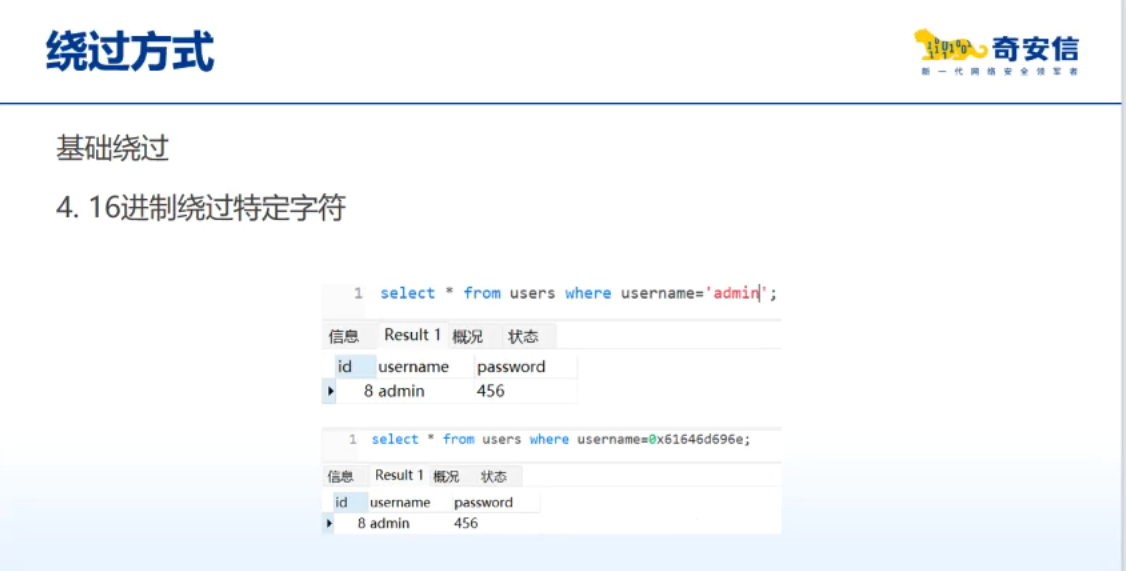 绕过方式
奇安信
新一代网络安全领军者
基础绕过
4. 16进制绕过特定字符
1 select * from users where username='admin';
信息 Result 1 概况 状态
id username password
8 admin 456
1 select * from users where username=0x61646d696e;
信息 Result 1 概况 状态
id username password
8 admin 456